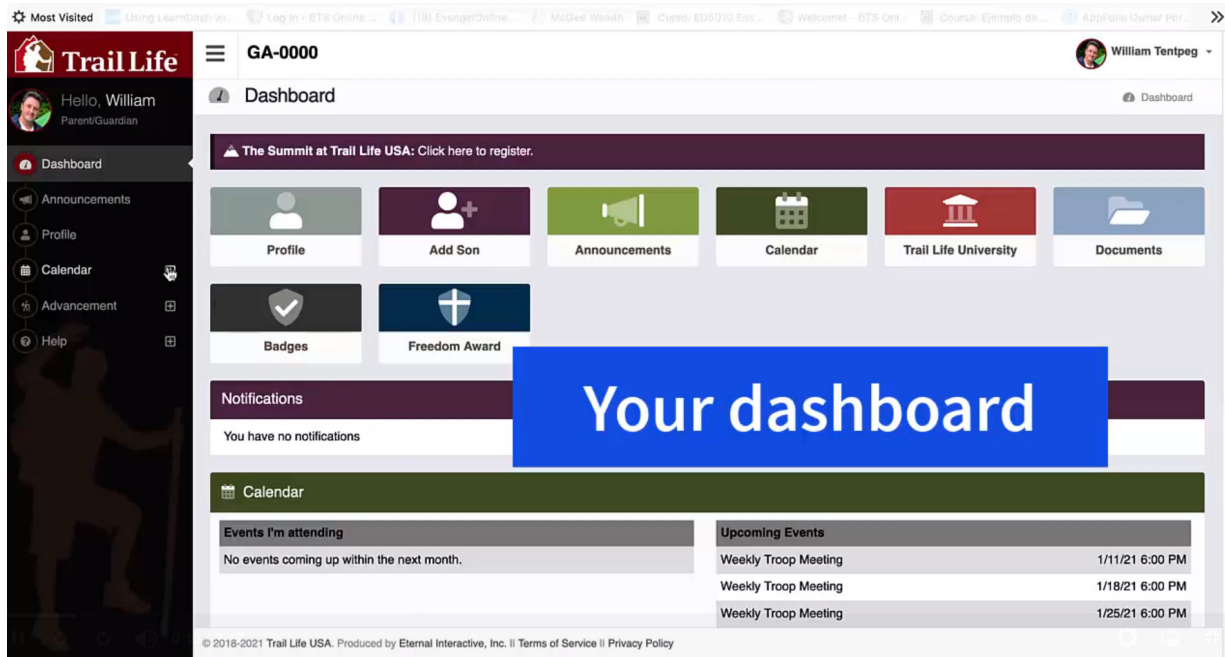 Most Visited
Trail Life
GA-0000
William Tentpeg
Hello, William
Parent/Guardian
Dashboard
Dashboard
Dashboard
Announcements
Profile
Calendar
Advancement
Help
The Summit at Trail Life USA: Click here to register.
Profile
Add Son
Announcements
Calendar
Trail Life University
Documents
Badges
Freedom Award
Your dashboard
Notifications
You have no notifications
Calendar
Events I'm attending
No events coming up within the next month.
Upcoming Events
Weekly Troop Meeting 1/11/21 6:00 PM
Weekly Troop Meeting 1/18/21 6:00 PM
Weekly Troop Meeting 1/25/21 6:00 PM
© 2018-2021 Trail Life USA. Produced by Eternal Interactive, Inc. || Terms of Service || Privacy Policy